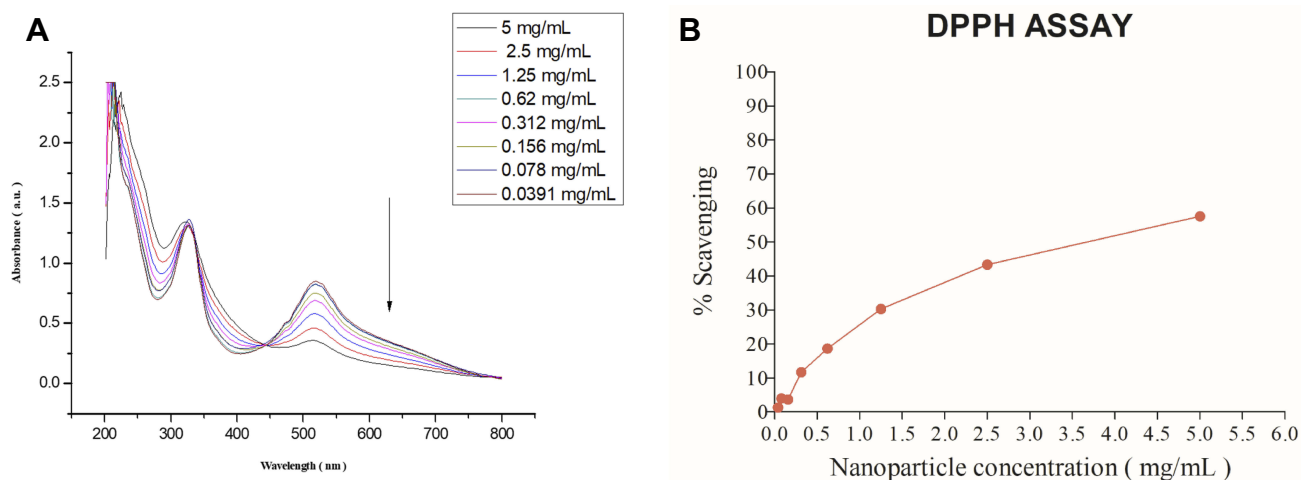 A
5 mg/mL
2.5 mg/mL
1.25 mg/mL
0.62 mg/mL
0.312 mg/mL
0.156 mg/mL
0.078 mg/mL
0.0391 mg/mL
2.5
2.0
1.5
1.0
0.5
0.0
Absorbance ( a.u. )
200 300 400 500 600 700 800
Wavelength ( nm )
B
DPPH ASSAY
100
90
80
70
60
50
40
30
20
10
0
% Scavenging
0.0 0.5 1.0 1.5 2.0 2.5 3.0 3.5 4.0 4.5 5.0 5.5 6.0
Nanoparticle concentration ( mg/mL )